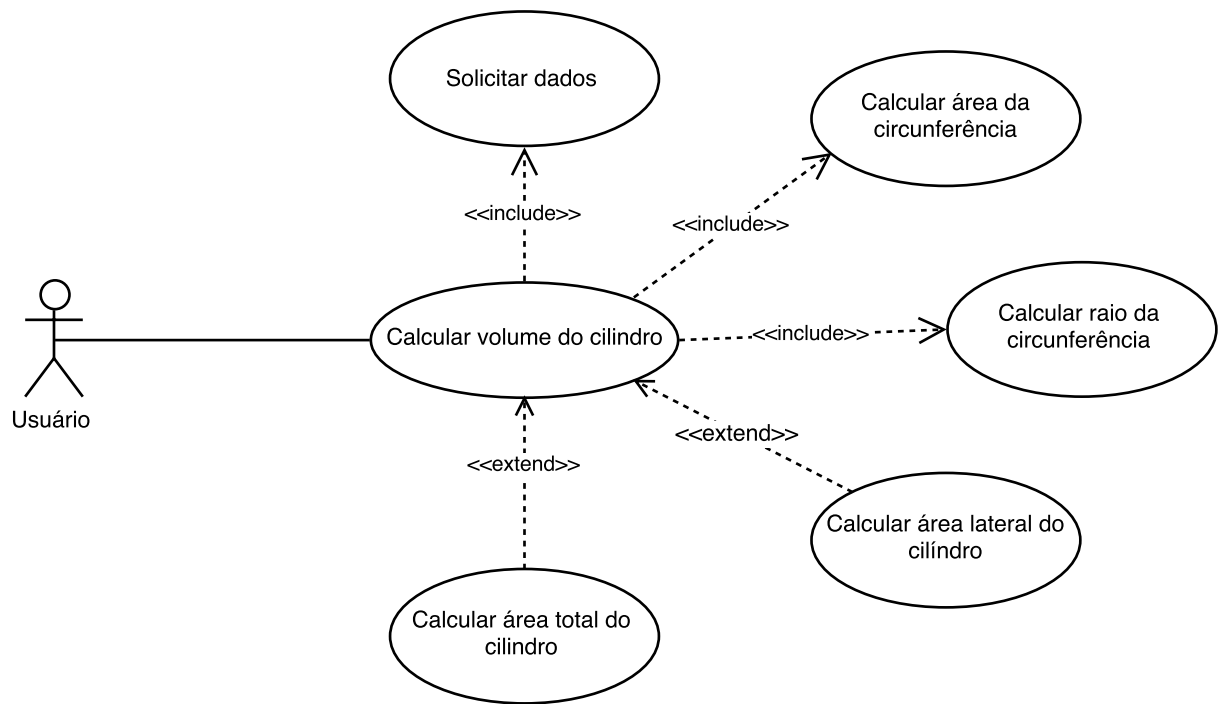 Solicitar dados
Calcular área da
circunferência
<<include>>
<<include>>
Calcular raio da
circunferência
Calcular volume do cilindro
<<include>>
Usuário
<<extend>>
<<extend>>
Calcular área lateral do
cilíndro
Calcular área total do
cilindro